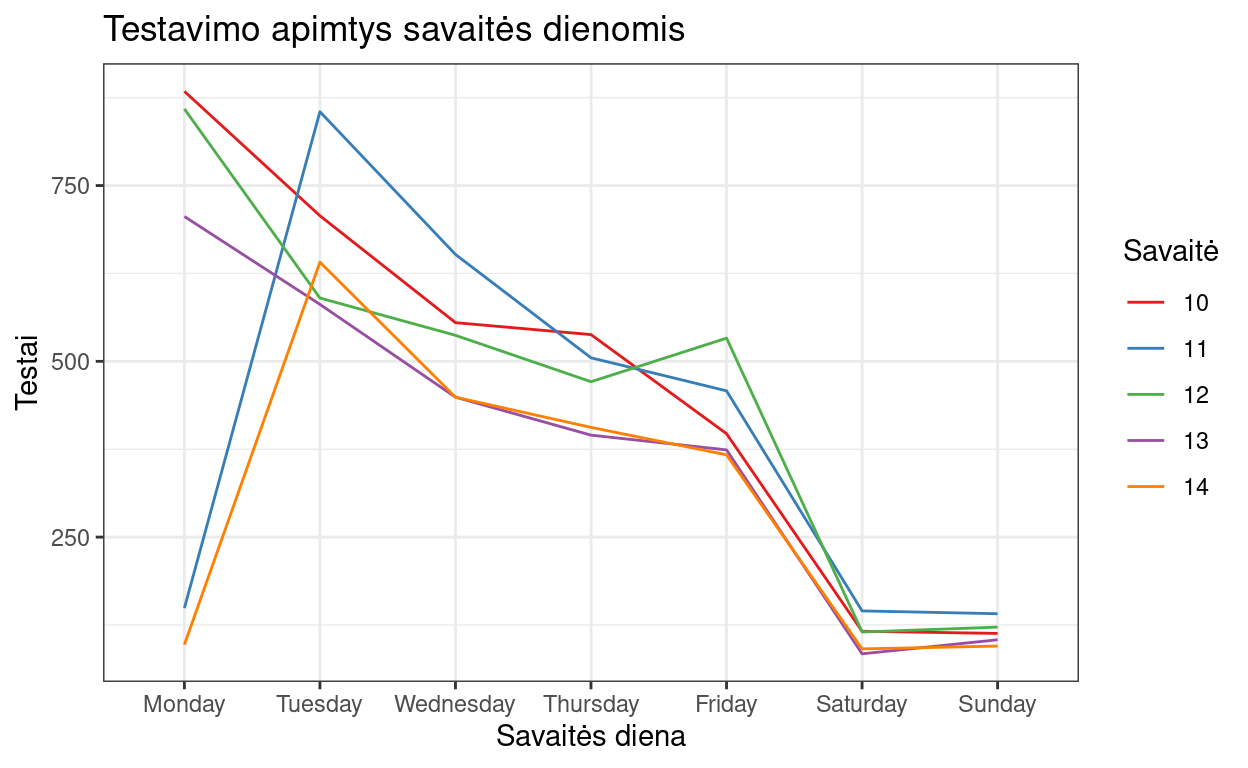 Testavimo apimtys savaitės dienomis
Testai
750
500
250
Monday Tuesday Wednesday Thursday Friday Saturday Sunday
Savaitės diena
Savaitė
10
11
12
13
14